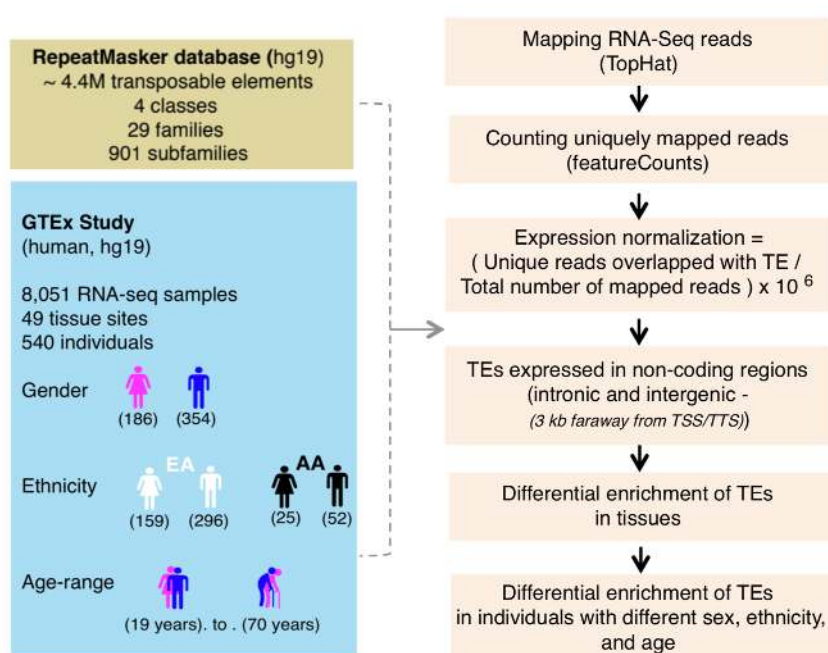 RepeatMasker database (hg19)
~ 4.4M transposable elements
4 classes
29 families
901 subfamilies
GTEx Study
(human, hg19)
8,051 RNA-seq samples
49 tissue sites
540 individuals
Gender
(186) (354)
EA AA
Ethnicity
(159) (296) (25) (52)
Age-range
(19 years). to . (70 years)
Mapping RNA-Seq reads
(TopHat)
Counting uniquely mapped reads
(featureCounts)
Expression normalization =
( Unique reads overlapped with TE /
Total number of mapped reads ) x 10 6
TEs expressed in non-coding regions
(intronic and intergenic -
(3 kb faraway from TSS/TTS))
Differential enrichment of TEs
in tissues
Differential enrichment of TEs
in individuals with different sex, ethnicity,
and age